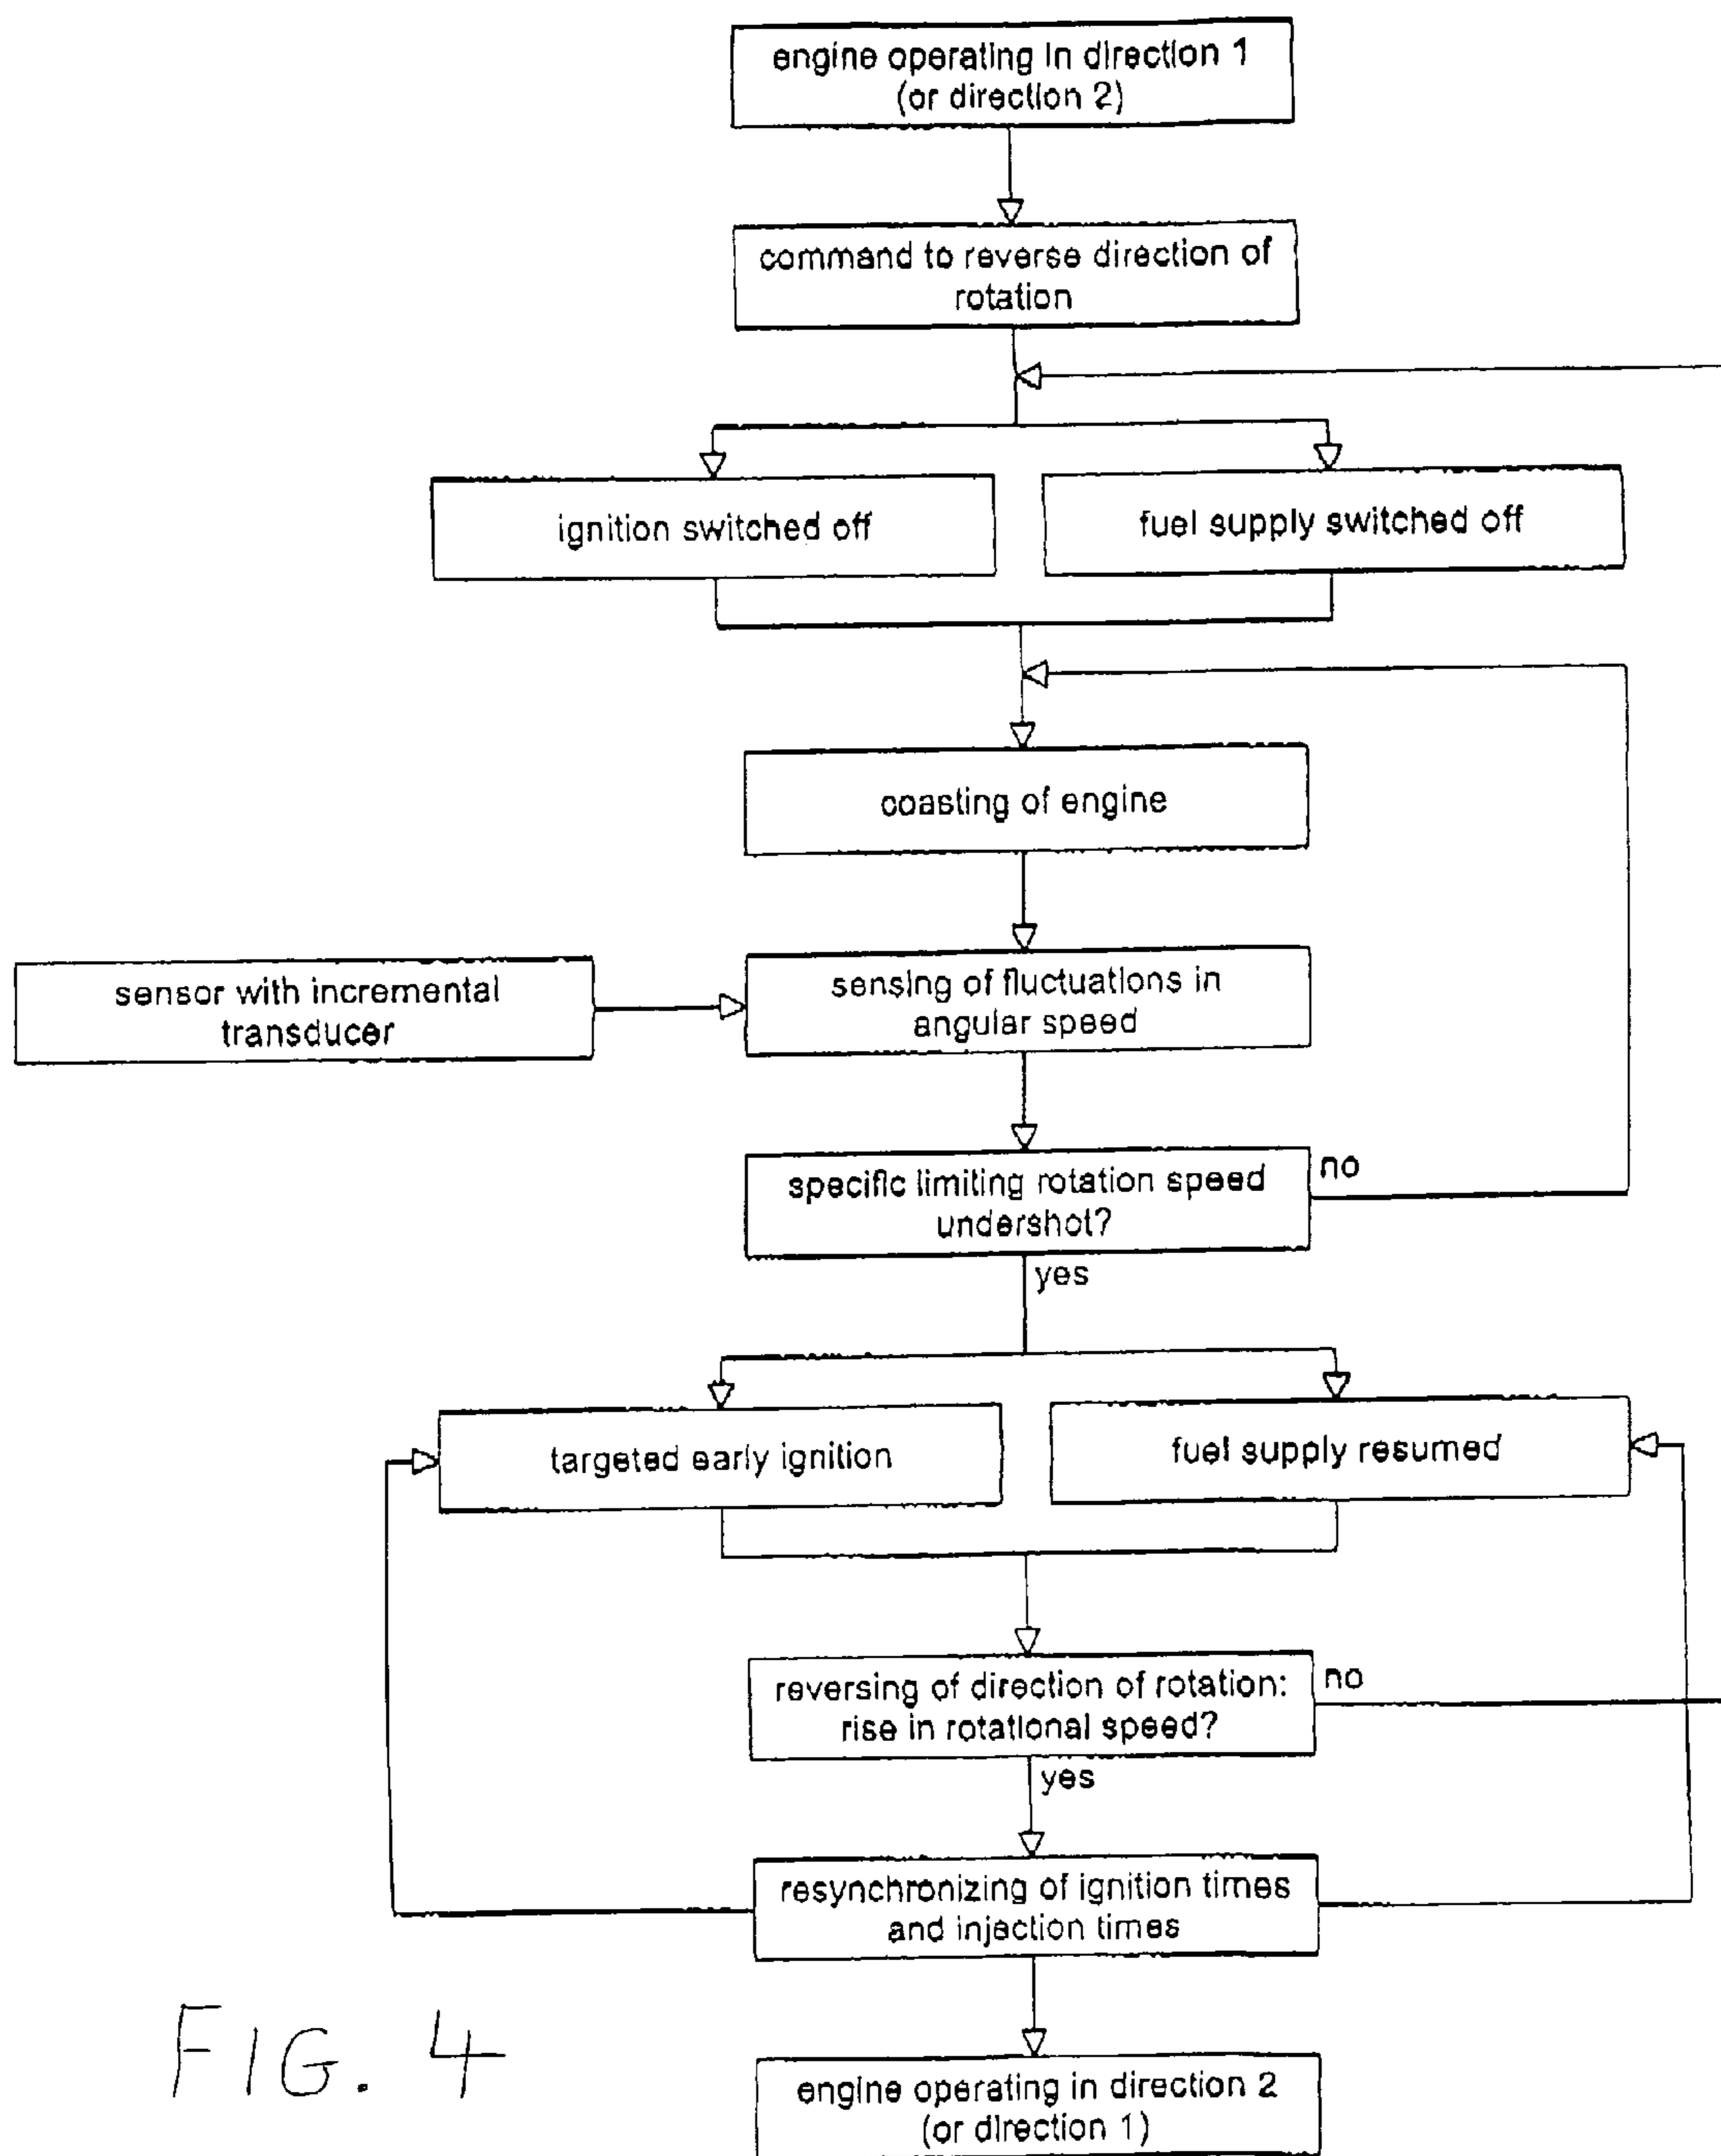 engine operating in direction 1
(or direction 2)
command to reverse direction of
rotation
ignition switched off
fuel supply switched off
coasting of engine
sensor with incremental
transducer
sensing of fluctuations in
angular speed
specific limiting rotation speed
undershot?
no
yes
targeted early ignition
fuel supply resumed
reversing of direction of rotation:
rise in rotational speed?
no
yes
resynchronizing of ignition times
and injection times
engine operating in direction 2
(or direction 1)
FIG. 4